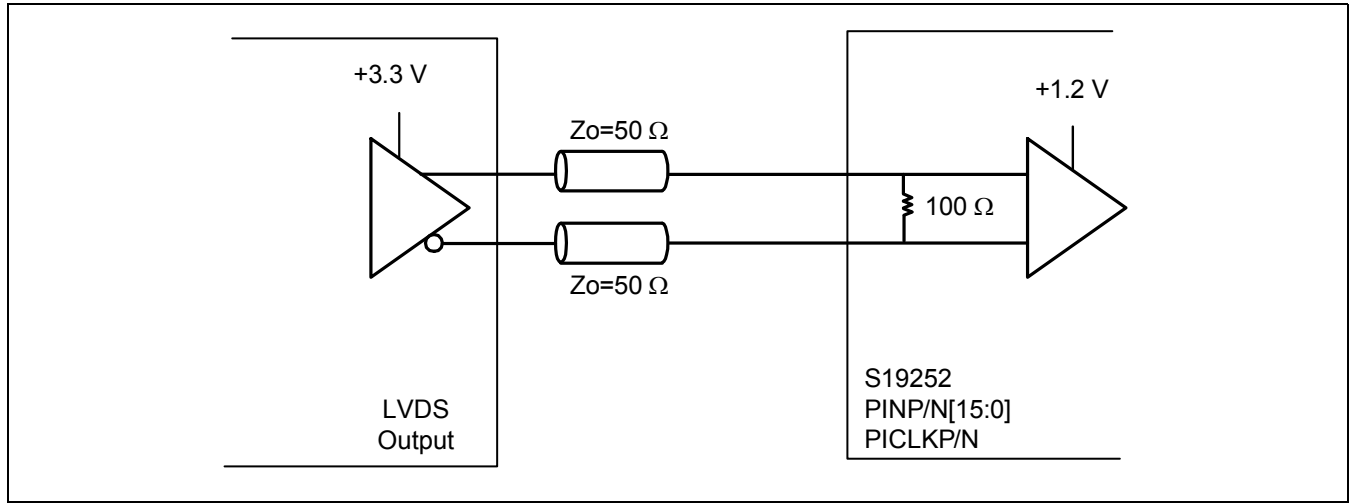 +3.3 V
Zo=50 Ω
Zo=50 Ω
LVDS
Output
+1.2 V
100 Ω
S19252
PINP/N[15:0]
PICLKP/N